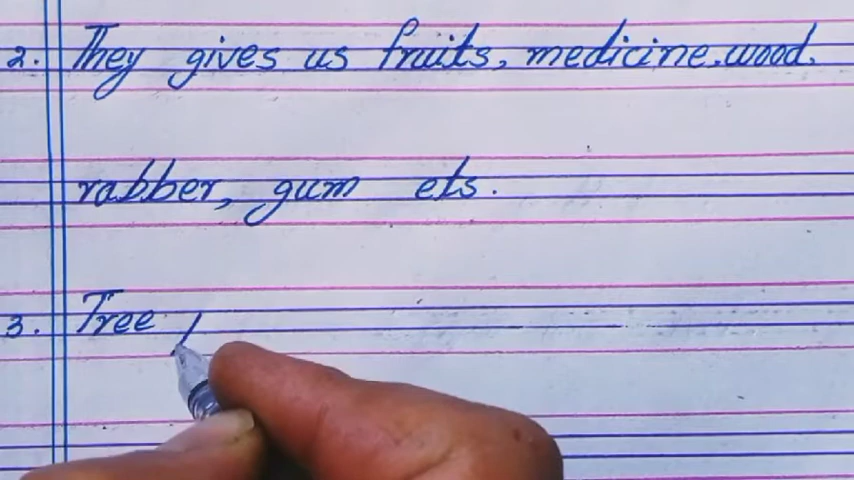 2. They gives us fruits, medicine, wood.
rabber, gum ets.
3. Tree